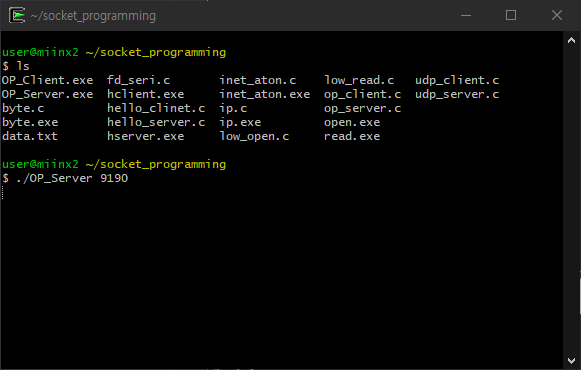 ~/socket_programming
user@miinx2 ~/socket_programming
$ ls
OP_Client.exe  fd_seri.c        inet_aton.c    low_read.c   udp_client.c
OP_Server.exe  hclient.exe      inet_aton.exe  op_client.c  udp_server.c
byte.c         hello_clinet.c   ip.c           op_server.c
byte.exe       hello_server.c   ip.exe         open.exe
data.txt       hserver.exe      low_open.c     read.exe
user@miinx2 ~/socket_programming
$ ./OP_Server 9190